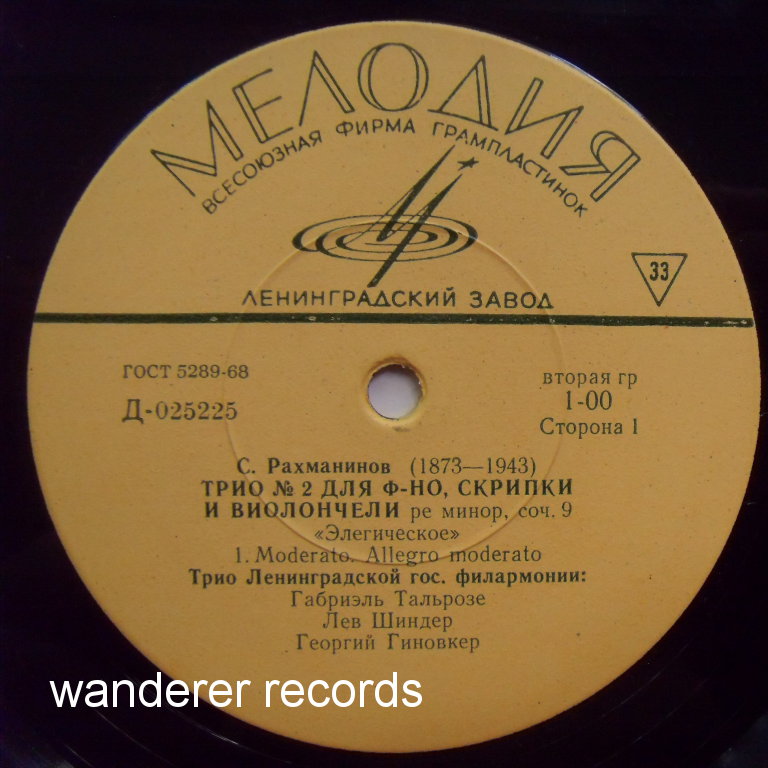 МЕЛОДИЯ
ВСЕСОЮЗНАЯ ФИРМА ГРАМПЛАСТИНОК
33
ЛЕНИНГРАДСКИЙ ЗАВОД
ГОСТ 5289-68
вторая гр
Д-025225
1-00
Сторона 1
С. Рахманинов (1873—1943)
ТРИО № 2 ДЛЯ Ф-НО, СКРИПКИ
И ВИОЛОНЧЕЛИ ре минор, соч. 9
«Элегическое»
1. Moderato. Allegro moderato
Трио Ленинградской гос. филармонии:
Габриэль Тальрозе
Лев Шиндер
Георгий Гиновкер
wanderer records